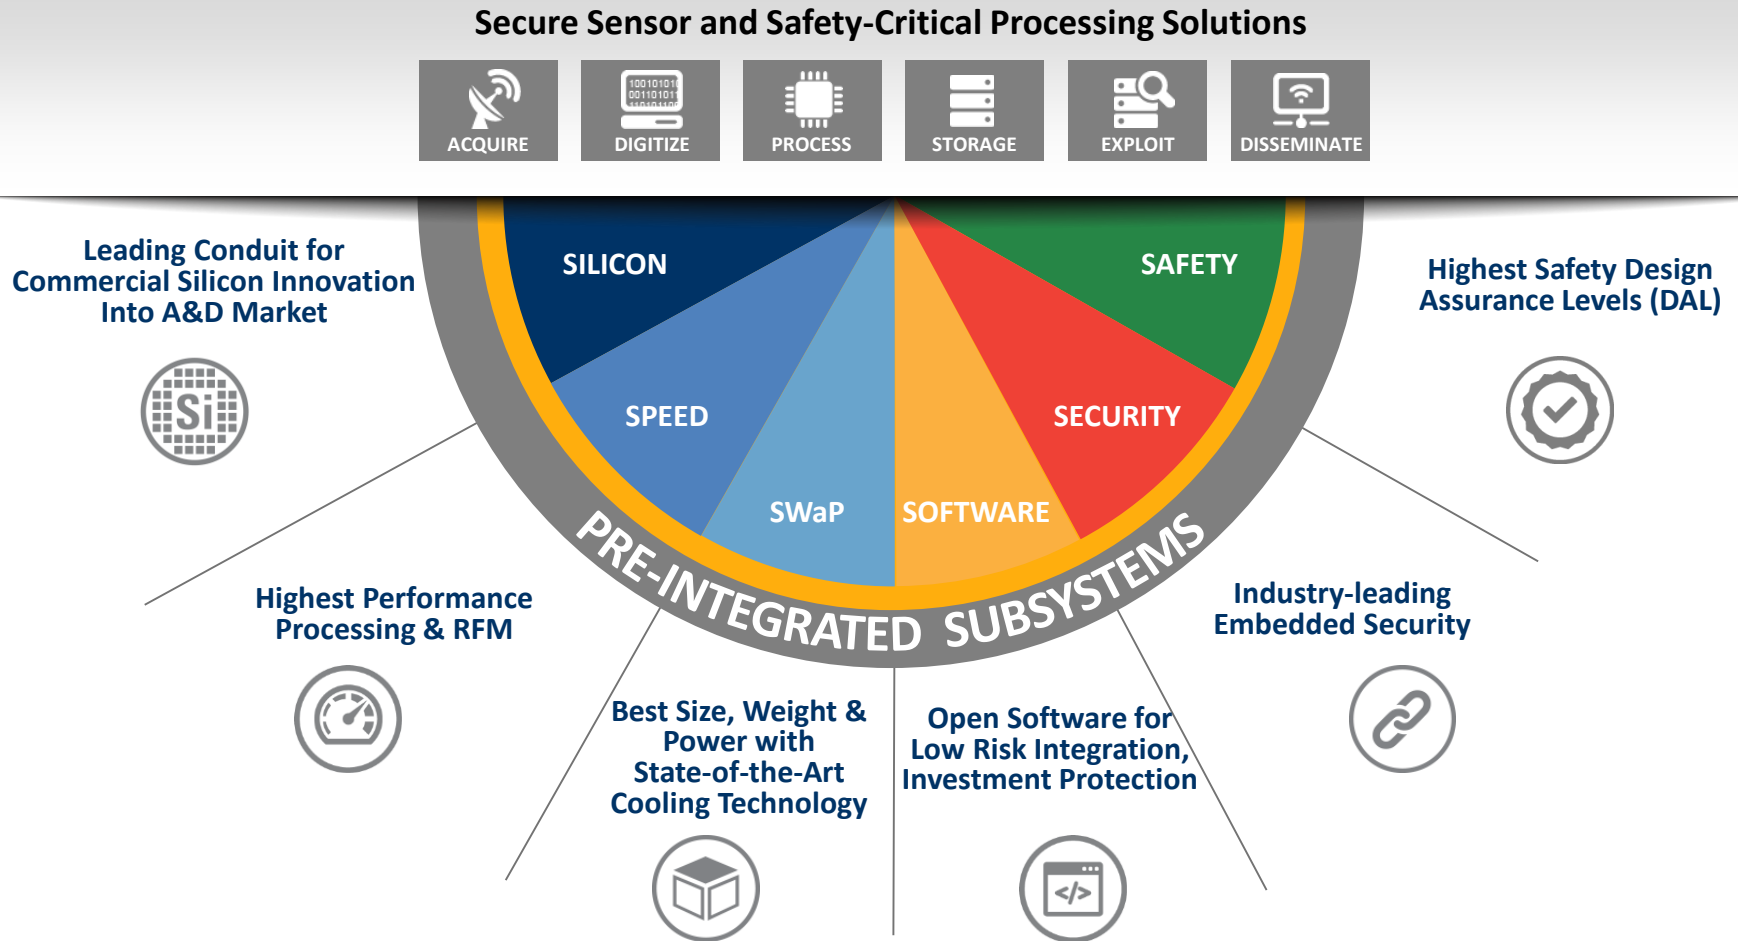 Secure Sensor and Safety-Critical Processing Solutions
100101010
001101011
110101100
ACQUIRE
DIGITIZE
PROCESS
STORAGE
EXPLOIT
DISSEMINATE
Leading Conduit for
Commercial Silicon Innovation
Into A&D Market
Si
SILICON
SPEED
SWaP
SOFTWARE
SECURITY
SAFETY
Highest Safety Design
Assurance Levels (DAL)
PRE-INTEGRATED SUBSYSTEMS
Highest Performance
Processing & RFM
Best Size, Weight &
Power with
State-of-the-Art
Cooling Technology
Open Software for
Low Risk Integration,
Investment Protection
</>
Industry-leading
Embedded Security